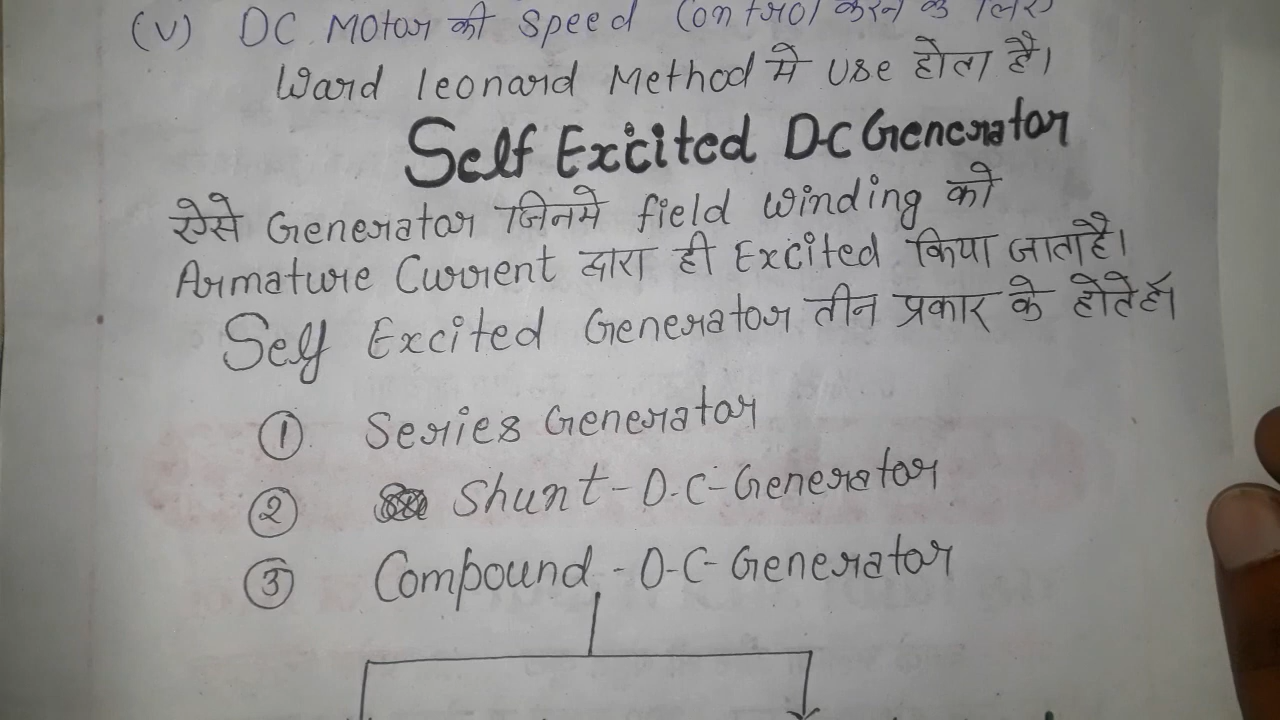 (v) DC Motor की Speed Control करने के लिए
Ward leonard Method मे use होता है।
Self Excited D-C Generator
ऐसे Generator जिनमे field winding को
Armature Current द्वारा ही Excited किया जाता है।
Self Excited Generator तीन प्रकार के होते हैं।
① Series Generator
② Shunt-D.C-Generator
③ Compound-D-C-Generator